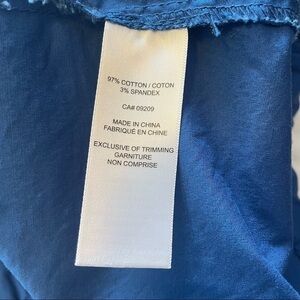 97% COTTON / COTON
3% SPANDEX
CA# 09209
MADE IN CHINA
FABRIQUÉ EN CHINE
EXCLUSIVE OF TRIMMING
GARNITURE
NON COMPRISE